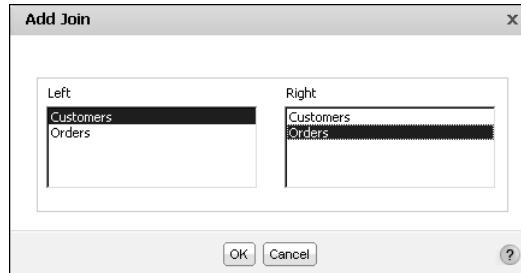 Add Join x
Left Right
Customers Customers
Orders Orders
OK Cancel ?